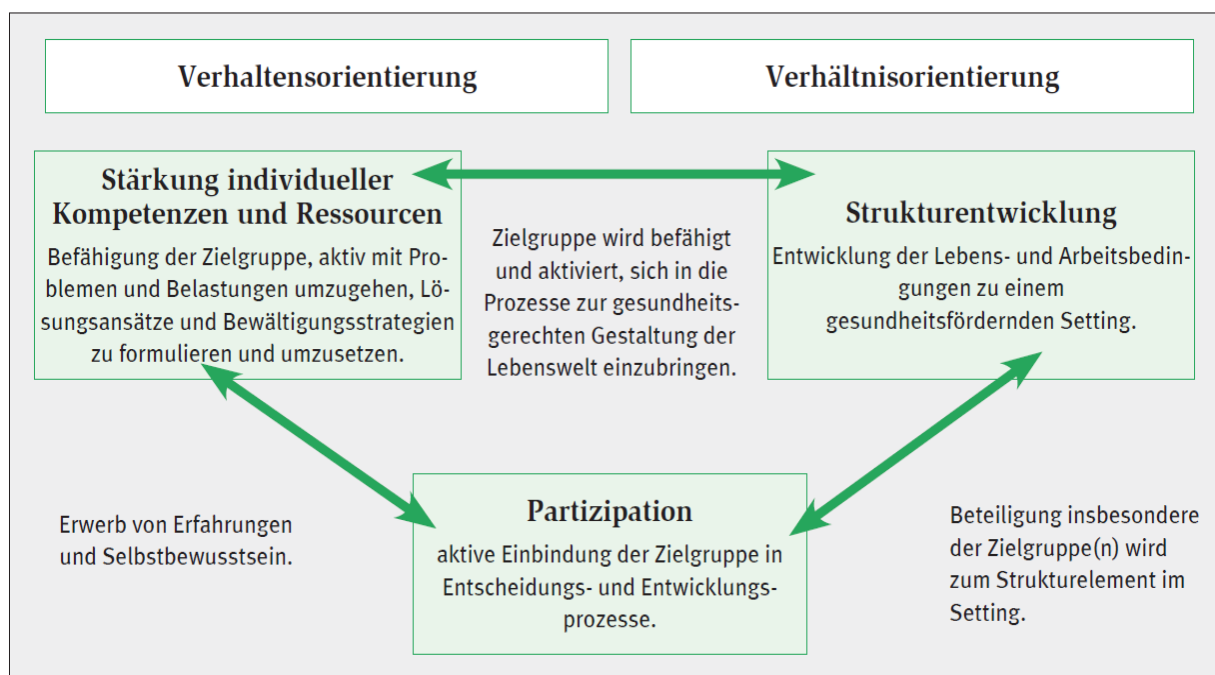 Verhaltensorientierung
Verhältnisorientierung
Stärkung individueller
Kompetenzen und Ressourcen
Befähigung der Zielgruppe, aktiv mit Pro-
blemen und Belastungen umzugehen, Lö-
sungsansätze und Bewältigungsstrategien
zu formulieren und umzusetzen.
Zielgruppe wird befähigt
und aktiviert, sich in die
Prozesse zur gesundheits-
gerechten Gestaltung der
Lebenswelt einzubringen.
Strukturentwicklung
Entwicklung der Lebens- und Arbeitsbedin-
gungen zu einem
gesundheitsfördernden Setting.
Erwerb von Erfahrungen
und Selbstbewusstsein.
Partizipation
aktive Einbindung der Zielgruppe in
Entscheidungs- und Entwicklungs-
prozesse.
Beteiligung insbesondere
der Zielgruppe(n) wird
zum Strukturelement im
Setting.